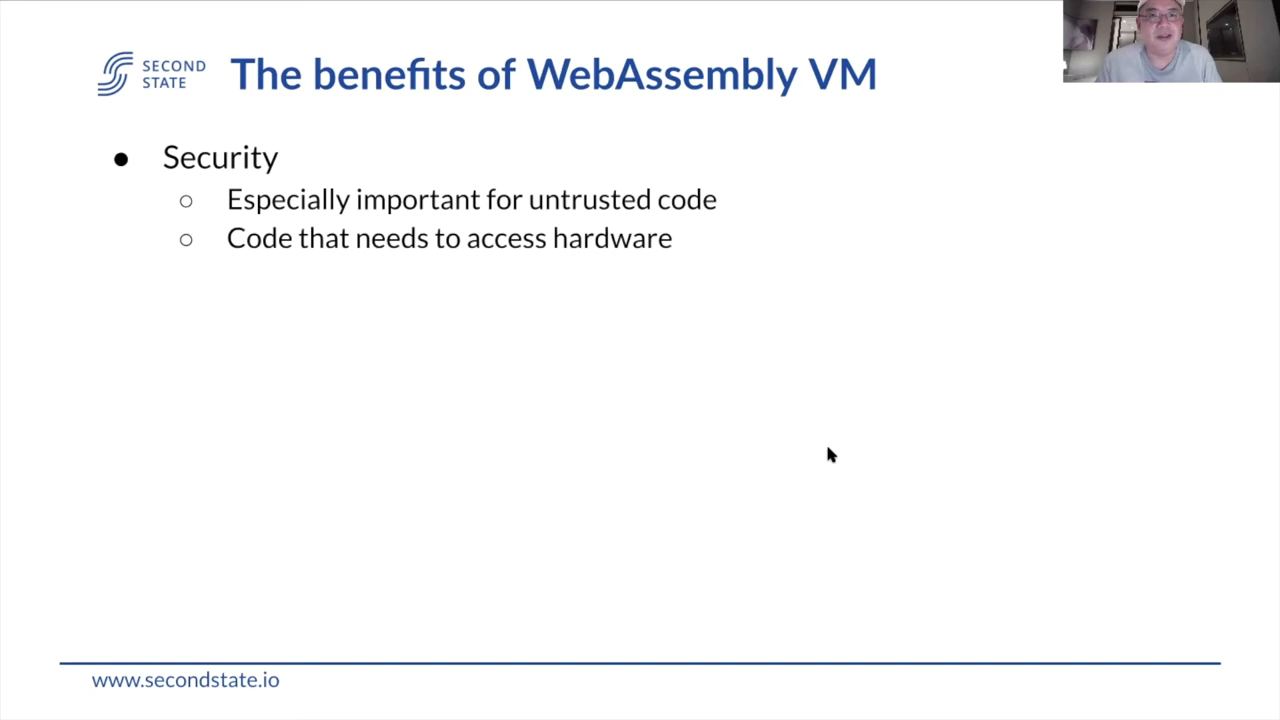 SECOND
STATE
The benefits of WebAssembly VM
● Security
○ Especially important for untrusted code
○ Code that needs to access hardware
www.secondstate.io